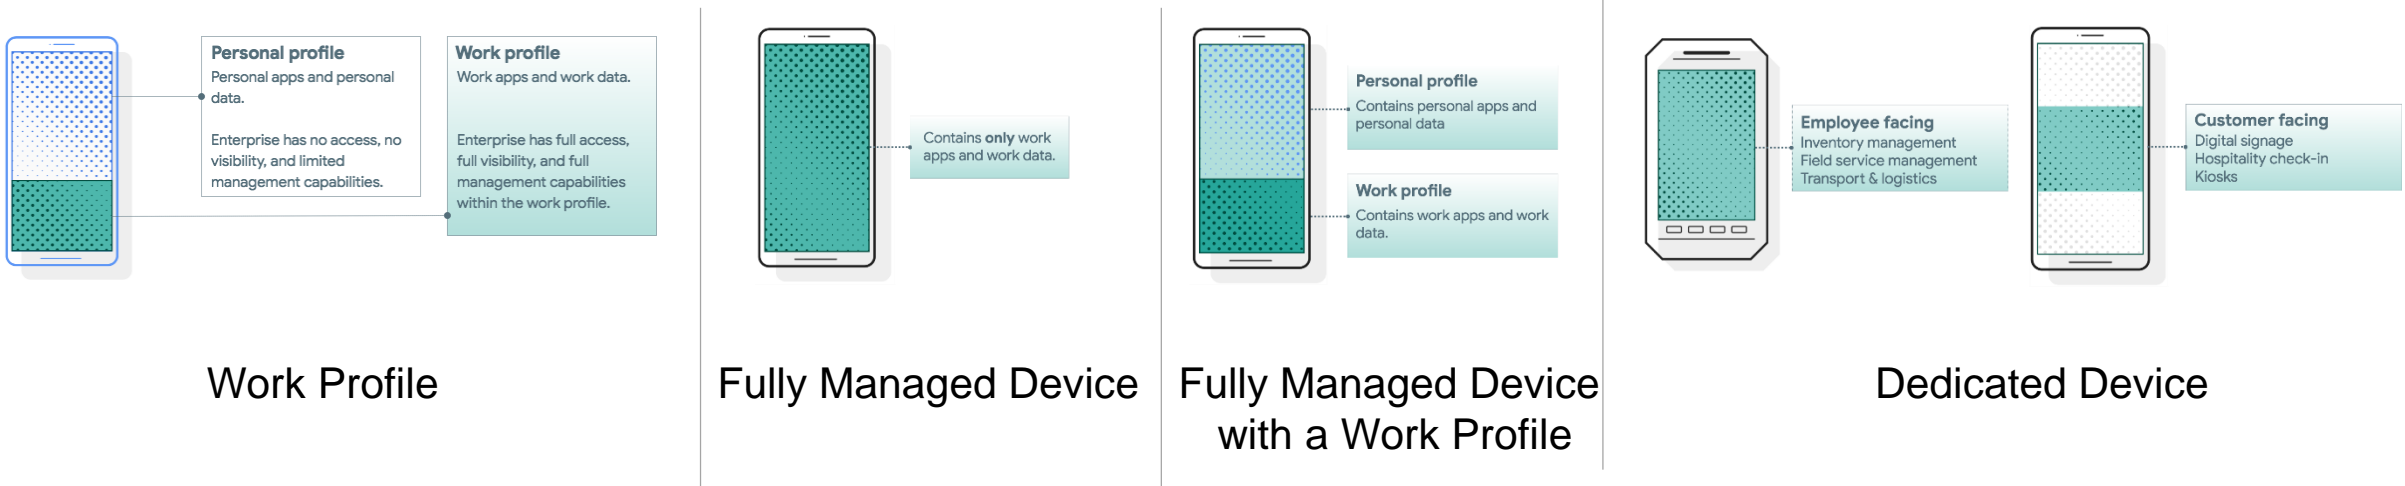 Personal profile
Personal apps and personal
data.
Enterprise has no access, no
visibility, and limited
management capabilities.
Work profile
Work apps and work data.
Enterprise has full access,
full visibility, and full
management capabilities
within the work profile.
Work Profile
Contains only work
apps and work data.
Fully Managed Device
Personal profile
Contains personal apps and
personal data
Work profile
Contains work apps and work
data.
Fully Managed Device
with a Work Profile
Employee facing
Inventory management
Field service management
Transport & logistics
Customer facing
Digital signage
Hospitality check-in
Kiosks
Dedicated Device